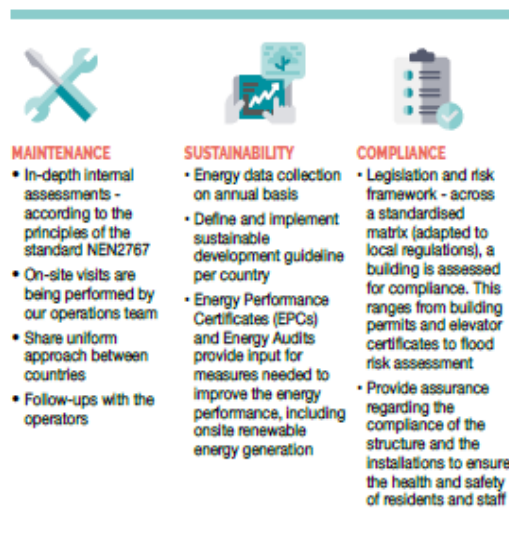 MAINTENANCE
• In-depth internal
assessments -
according to the
principles of the
standard NEN2767
• On-site visits are
being performed by
our operations team
• Share uniform
approach between
countries
• Follow-ups with the
operators
SUSTAINABILITY
• Energy data collection
on annual basis
• Define and implement
sustainable
development guideline
per country
• Energy Performance
Certificates (EPCs)
and Energy Audits
provide input for
measures needed to
improve the energy
performance, including
onsite renewable
energy generation
COMPLIANCE
• Legislation and risk
framework - across
a standardised
matrix (adapted to
local regulations), a
building is assessed
for compliance. This
ranges from building
permits and elevator
certificates to flood
risk assessment
• Provide assurance
regarding the
compliance of the
structure and the
installations to ensure
the health and safety
of residents and staff